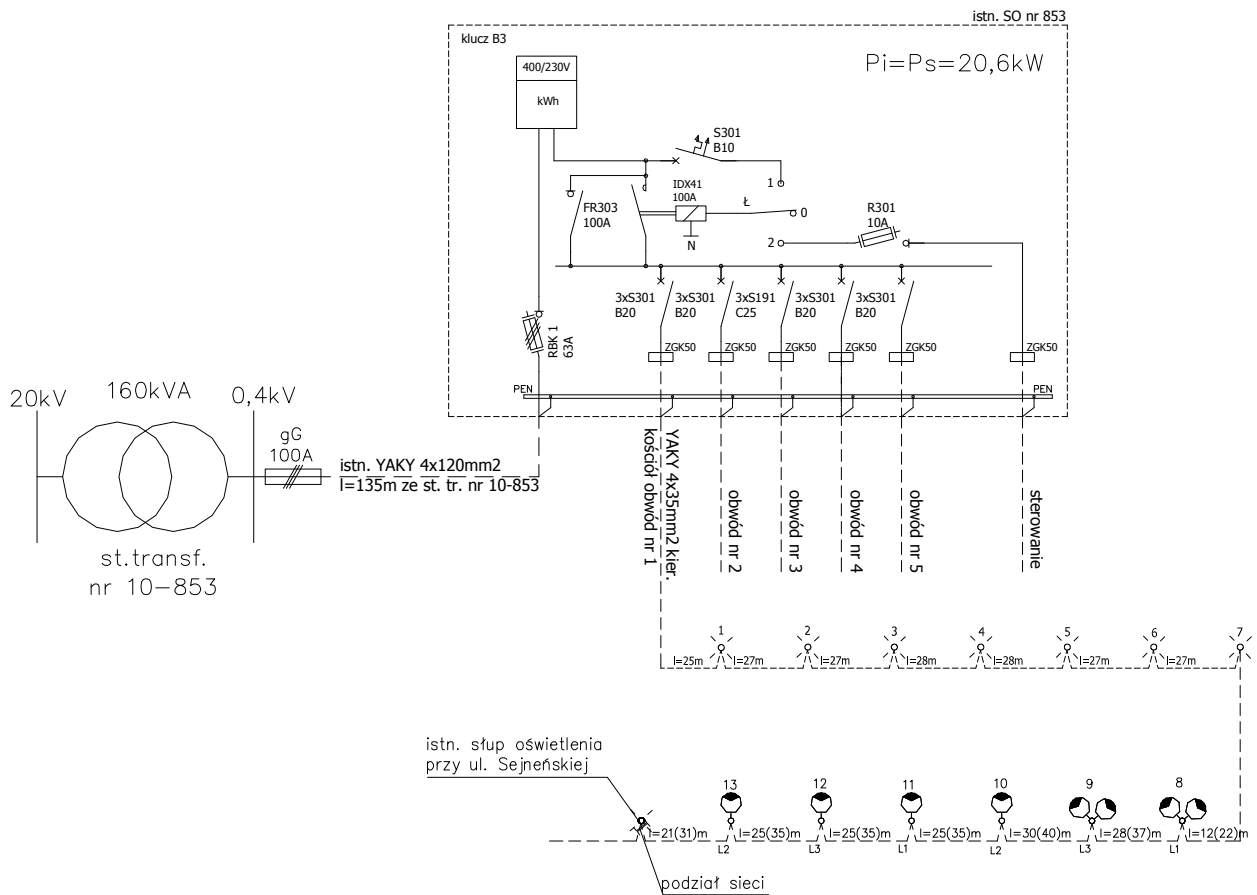 istn. SO nr 853
klucz B3
400/230V
kWh
Pi=Ps=20,6kW
S301
B10
1
IDX41
100A
Ł
0
FR303
100A
N
R301
10A
2
3xS301
B20
3xS301
B20
3xS191
C25
3xS301
B20
3xS301
B20
RBK 1
63A
ZGK50
ZGK50
ZGK50
ZGK50
ZGK50
ZGK50
PEN
20kV
160kVA
0,4kV
gG
100A
istn. YAKY 4x120mm2
l=135m ze st. tr. nr 10-853
st.transf.
nr 10-853
YAKY 4x35mm2 kier.
kościół obwód nr 1
obwód nr 2
obwód nr 3
obwód nr 4
obwód nr 5
sterowanie
1
2
3
4
5
6
7
l=25m
l=27m
l=27m
l=28m
l=28m
l=27m
l=27m
istn. słup oświetlenia
przy ul. Sejneńskiej
13
12
11
10
9
8
l=21(31)m
l=25(35)m
l=25(35)m
l=25(35)m
l=30(40)m
l=28(37)m
l=12(22)m
L2
L3
L1
L2
L3
L1
podział sieci